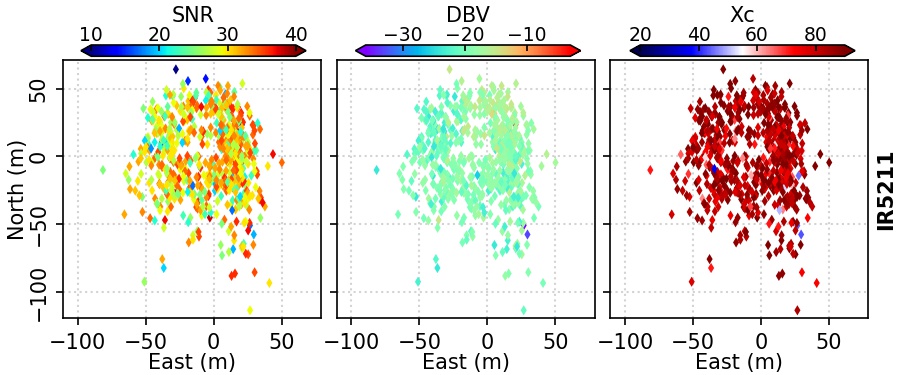 SNR DBV Xc
10 20 30 40 −30 −20 −10 20 40 60 80
50
0
−50
−100
North (m)
−100 −50 0 50 −100 −50 0 50 −100 −50 0 50
East (m) East (m) East (m)
IR5211